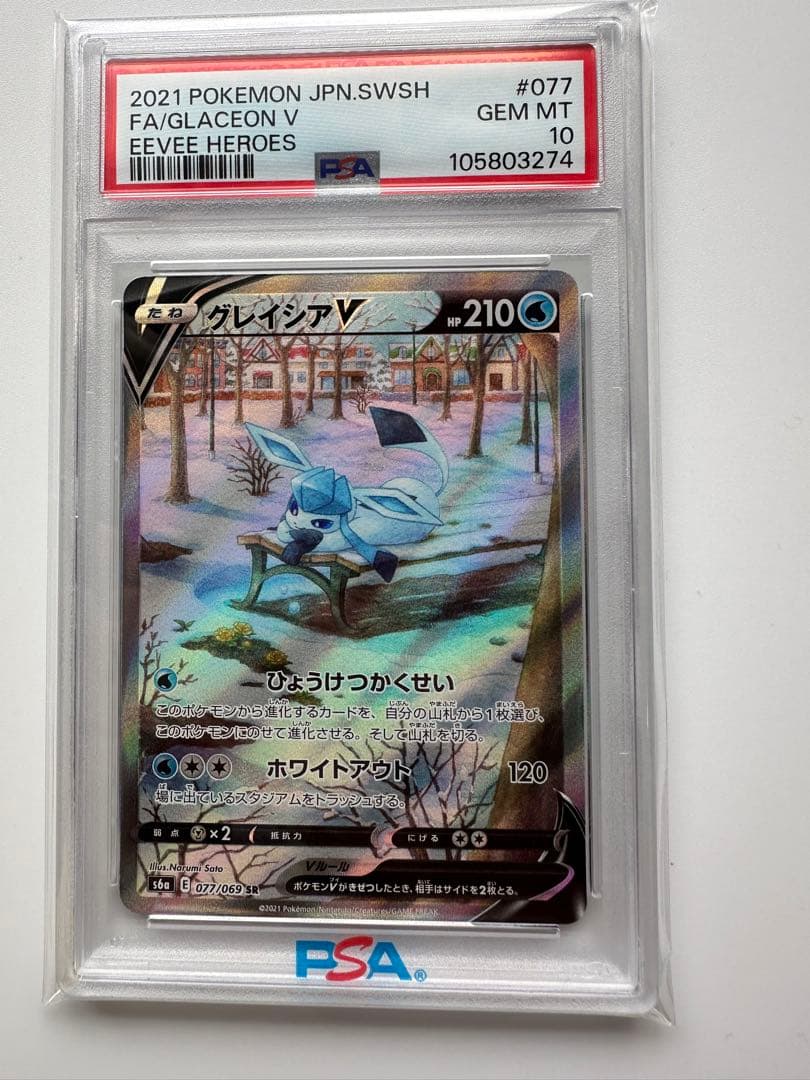 2021 POKEMON JPN.SWSH #077
FA/GLACEON V GEM MT
EEVEE HEROES 10
PSA 105803274
たね グレイシアV HP 210
ひょうけつかくせい
このポケモンから進化するカードを、自分の山札から1枚選び、
このポケモンにのせて進化させる。そして山札を切る。
ホワイトアウト 120
場に出ているスタジアムをトラッシュする。
弱点 ×2 抵抗力 にげる
Illus. Narumi Sato
Vルール
s6a E 077/069 SR
ポケモンVがきぜつしたとき、相手はサイドを2枚とる。
©2021 Pokémon/Nintendo/Creatures/GAME FREAK.
PSA®